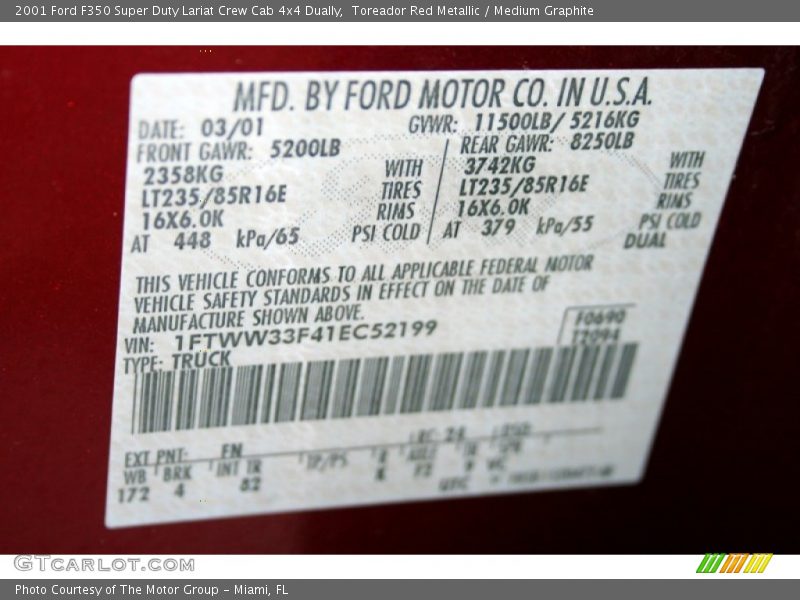 2001 Ford F350 Super Duty Lariat Crew Cab 4x4 Dually, Toreador Red Metallic / Medium Graphite
MFD. BY FORD MOTOR CO. IN U.S.A.
DATE: 03/01 GVWR: 11500LB/ 5216KG
FRONT GAWR: 5200LB REAR GAWR: 8250LB
2358KG WITH 3742KG WITH
LT235/85R16E TIRES LT235/85R16E TIRES
16X6.0K RIMS 16X6.0K RIMS
AT 448 kPa/65 PSI COLD AT 379 kPa/55 PSI COLD
DUAL
THIS VEHICLE CONFORMS TO ALL APPLICABLE FEDERAL MOTOR
VEHICLE SAFETY STANDARDS IN EFFECT ON THE DATE OF
MANUFACTURE SHOWN ABOVE.
VIN: 1FTWW33F41EC52199 F0690
TYPE: TRUCK T2094
EXT PNT: FN
WB BRK INT TR
172 4 82
GTCARLOT.COM
Photo Courtesy of The Motor Group - Miami, FL